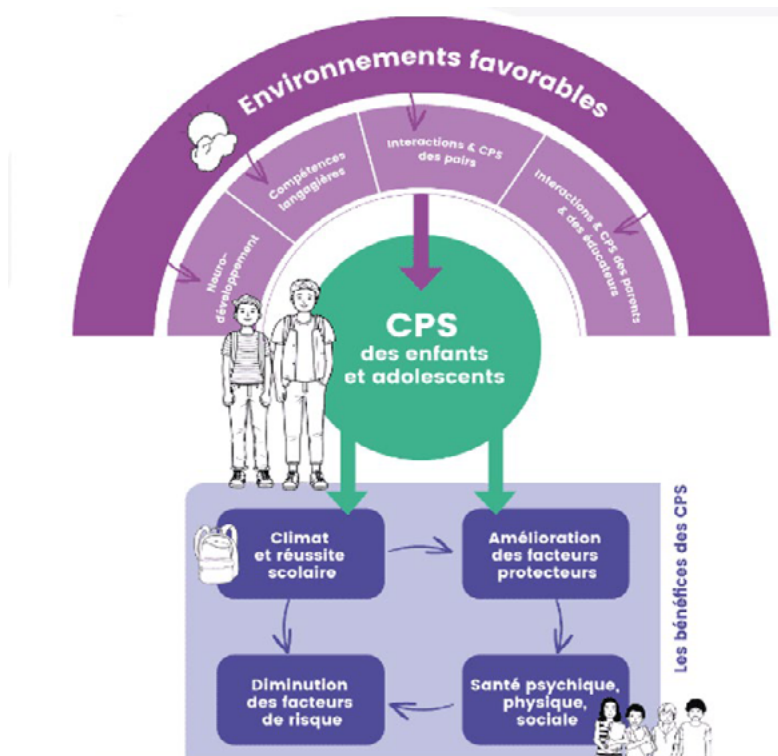 Environnements favorables
Neuro-
développement
Compétences
langagières
Interactions & CPS
des pairs
Interactions & CPS des parents
& des éducateurs
CPS
des enfants
et adolescents
Climat
et réussite
scolaire
Amélioration
des facteurs
protecteurs
Diminution
des facteurs
de risque
Santé psychique,
physique,
sociale
Les bénéfices des CPS